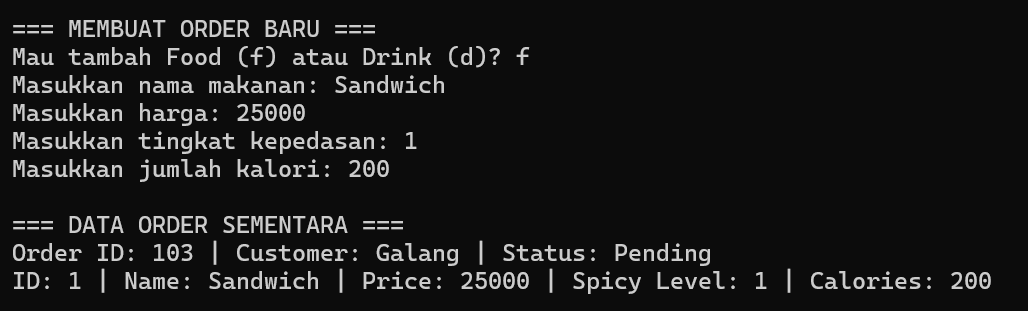 === MEMBUAT ORDER BARU ===
Mau tambah Food (f) atau Drink (d)? f
Masukkan nama makanan: Sandwich
Masukkan harga: 25000
Masukkan tingkat kepedasan: 1
Masukkan jumlah kalori: 200
=== DATA ORDER SEMENTARA ===
Order ID: 103 | Customer: Galang | Status: Pending
ID: 1 | Name: Sandwich | Price: 25000 | Spicy Level: 1 | Calories: 200